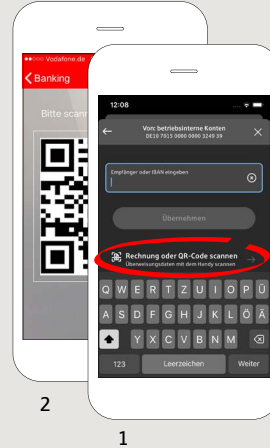 Vodafone.de
Banking
Bitte scann
12:08
Von: betriebsinterne Konten
DE18 7015 0000 0000 3249 39
Empfänger oder IBAN eingeben
Übernehmen
Rechnung oder QR-Code scannen
Überweisungsdaten mit dem Handy scannen
Q W E R T Z U I O P Ü
A S D F G H J K L Ö Ä
Y X C V B N M
123 Leerzeichen Weiter
2
1